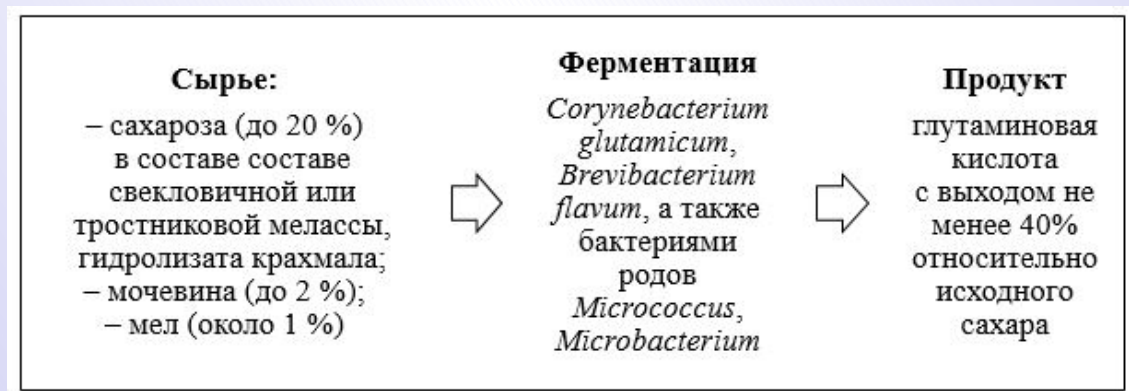 Сырье:
– сахароза (до 20 %)
в составе составе
свекловичной или
тростниковой мелассы,
гидролизата крахмала;
– мочевина (до 2 %);
– мел (около 1 %)
Ферментация
Corynebacterium
glutamicum,
Brevibacterium
flavum, а также
бактериями
родов
Micrococcus,
Microbacterium
Продукт
глутаминовая
кислота
с выходом не
менее 40%
относительно
исходного
сахара